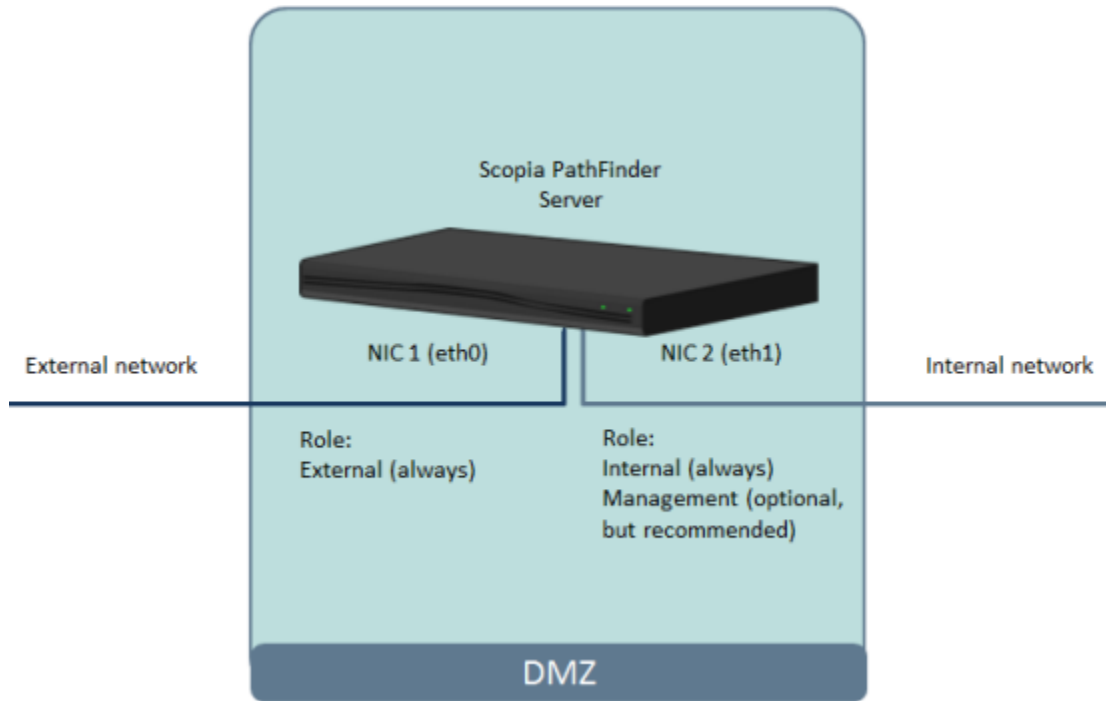 Scopia PathFinder
Server
NIC 1 (eth0)
NIC 2 (eth1)
External network
Internal network
Role:
External (always)
Role:
Internal (always)
Management (optional,
but recommended)
DMZ